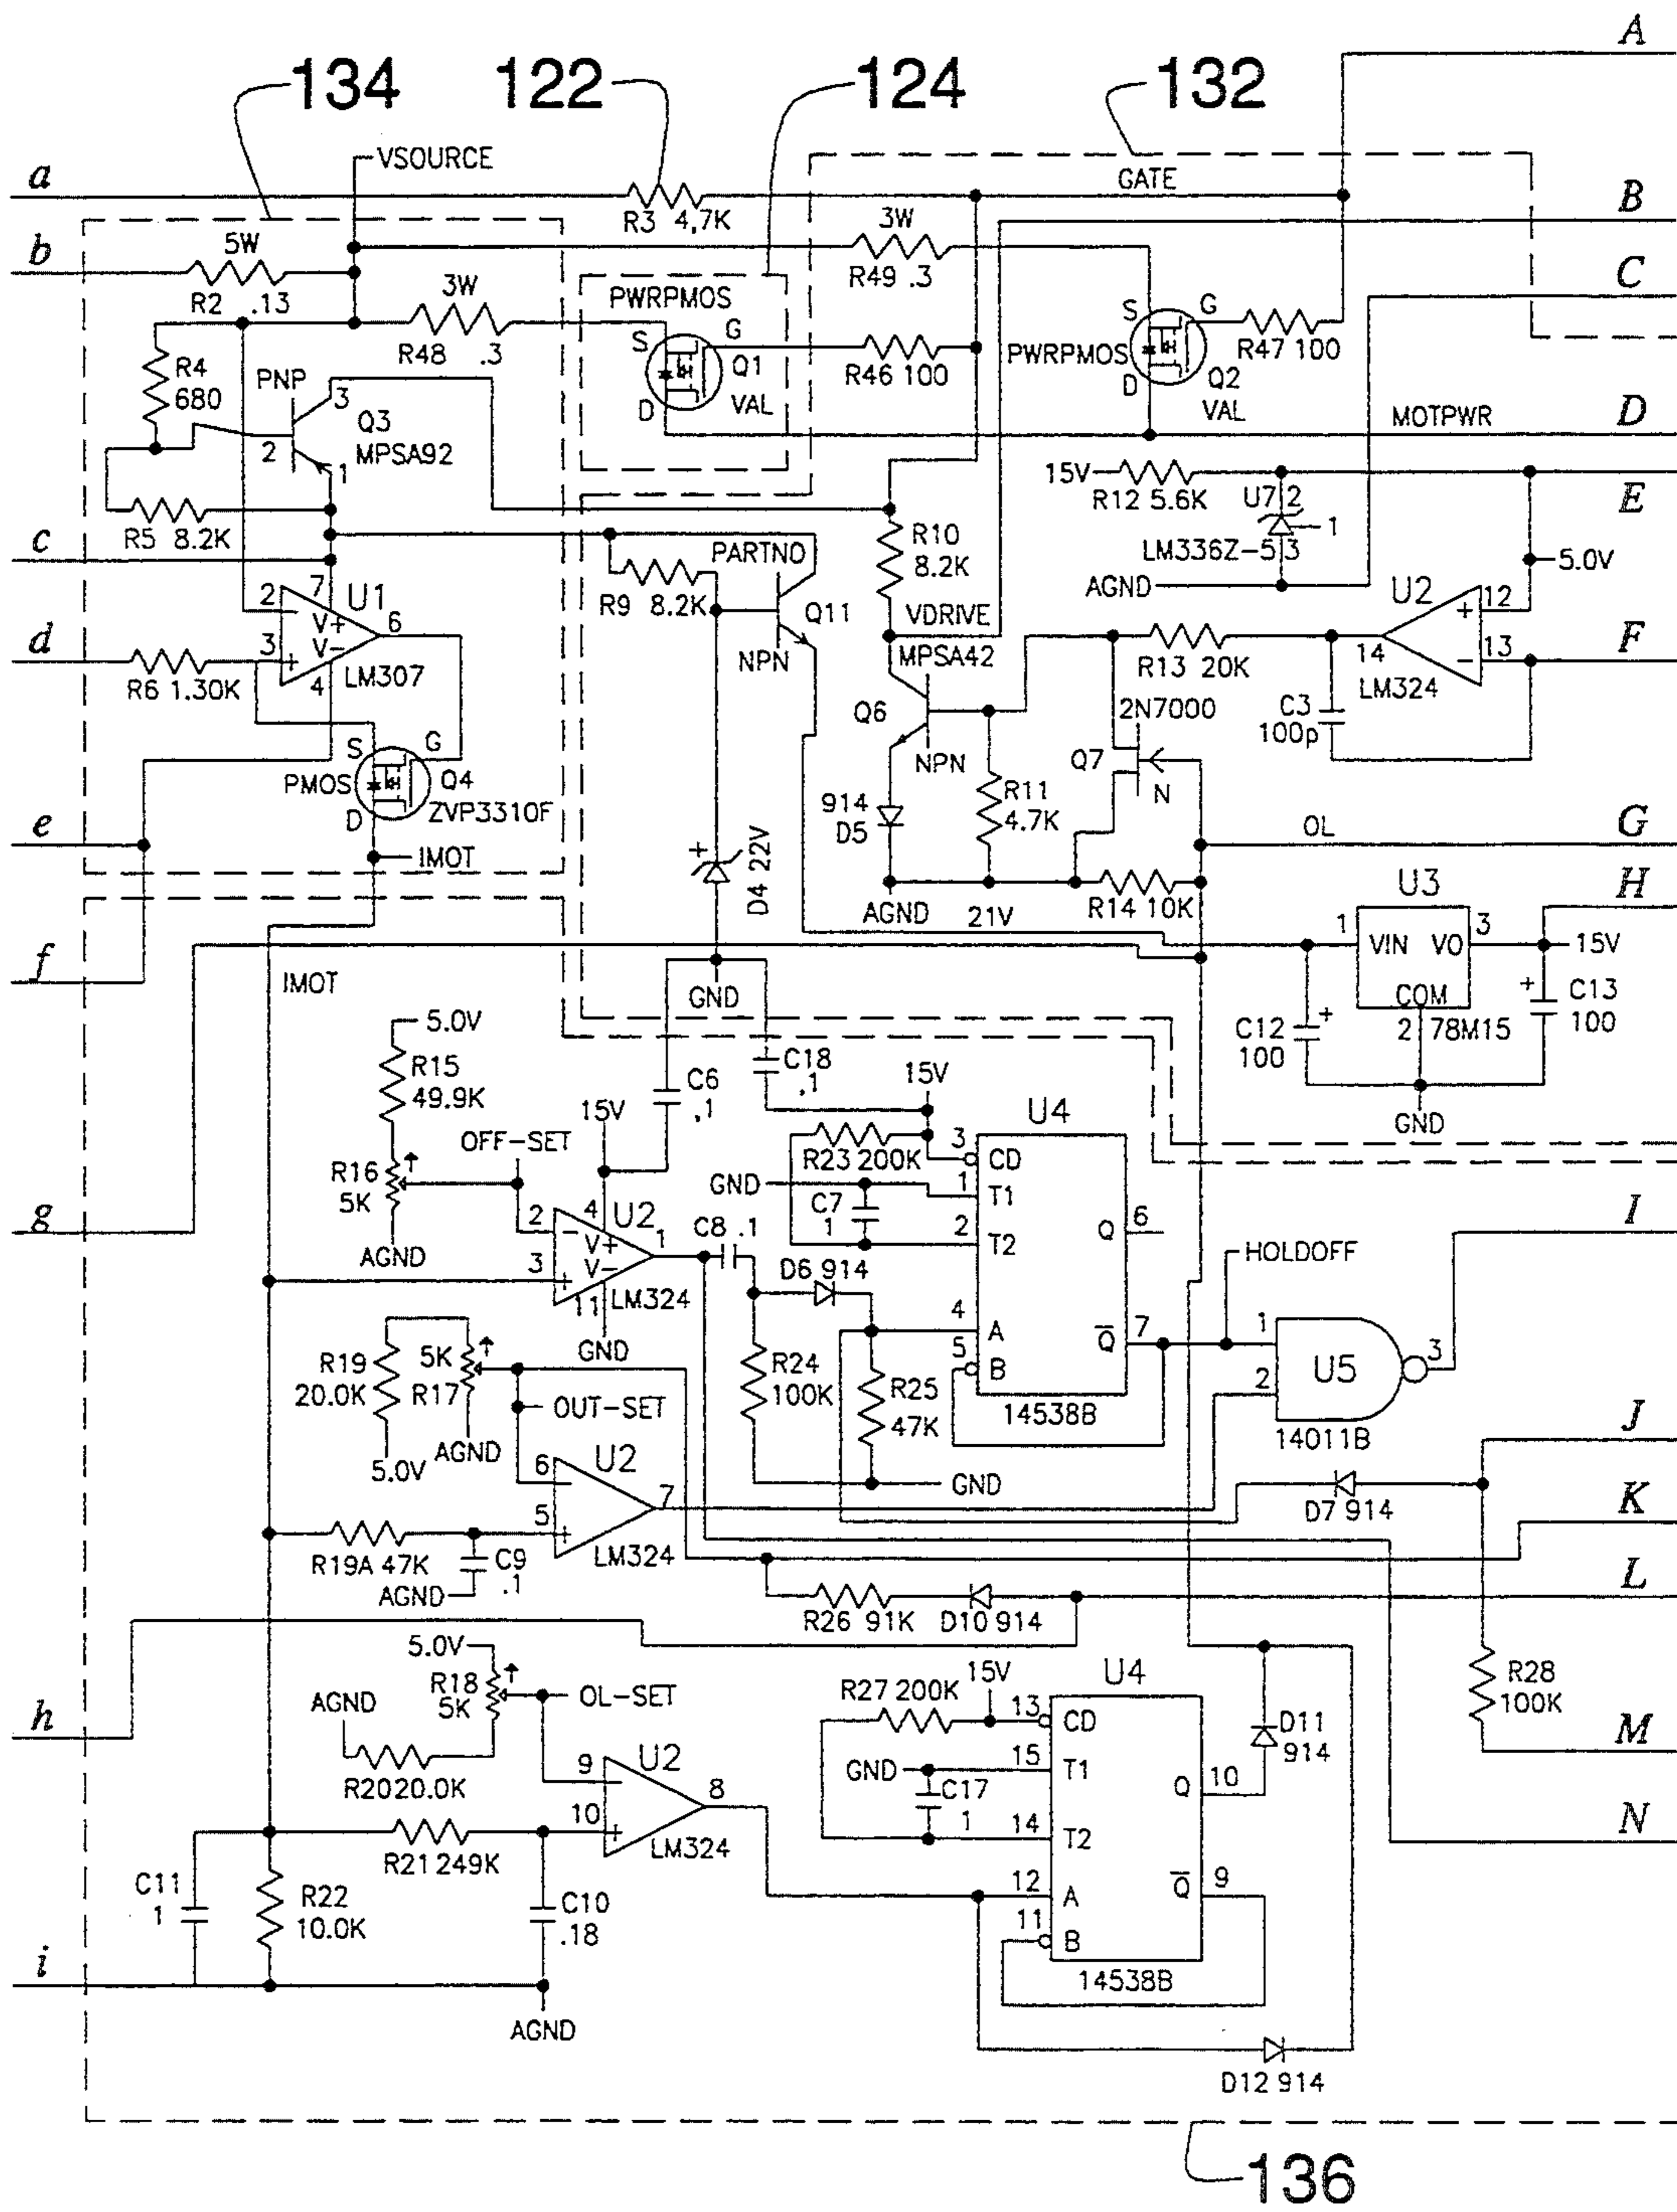 A
134 122 124 132
VSOURCE
a
GATE
R3 4,7K
B
b
5W
R2 .13
3W
R49 .3
C
3W
R48 .3
PWRPMOS
S G
Q1
D VAL
R46 100
S G
PWRPMOS
Q2
D VAL
R47 100
R4
680
PNP
3
Q3
MPSA92
2
1
MOTPWR
D
15V
R12 5.6K
U7 2
1
LM336Z-5 3
E
R5 8.2K
c
PARTNO
R10
8.2K
AGND
5.0V
R9 8.2K
Q11
NPN
VDRIVE
2 7 U1
V+
V-
6
3
4 LM307
d
R6 1.30K
MPSA42
R13 20K
U2
12
+
14 13
-
LM324
F
S G
PMOS Q4
D ZVP3310F
Q6
NPN
2N7000
Q7
N
C3
100p
914
D5
R11
4.7K
e
IMOT
+
D4 22V
OL
G
AGND
21V
R14 10K
U3
1 VIN VO 3
COM
2 78M15
H
15V
f
IMOT
GND
+
C12
100
+
C13
100
GND
5.0V
R15
49.9K
C6
,1
C18
,1
15V
15V
OFF-SET
R16
5K
AGND
g
R23 200K
U4
3 CD
GND
1 T1
C7
1
2 T2
Q 6
4 A
5 B
Q 7
14538B
2 U2
- 4
V+
V-
1
3 +
11 LM324
GND
C8 .1
D6 914
HOLDOFF
I
1
U5
2
3
14011B
R19
20.0K
5K
R17
R24
100K
R25
47K
5.0V
AGND
OUT-SET
J
6 U2
-
7
5 +
LM324
GND
D7 914
K
R19A 47K
C9
.1
AGND
R26 91K
D10 914
L
5.0V
R18
5K
AGND
OL-SET
15V
R27 200K
U4
13 CD
GND
15 T1
C17
1
14 T2
Q 10
12 A
11 B
Q 9
14538B
D11
914
R28
100K
h
M
R20 20.0K
9 U2
-
8
10 +
LM324
N
R21 249K
C11
1
R22
10.0K
C10
.18
i
AGND
D12 914
136